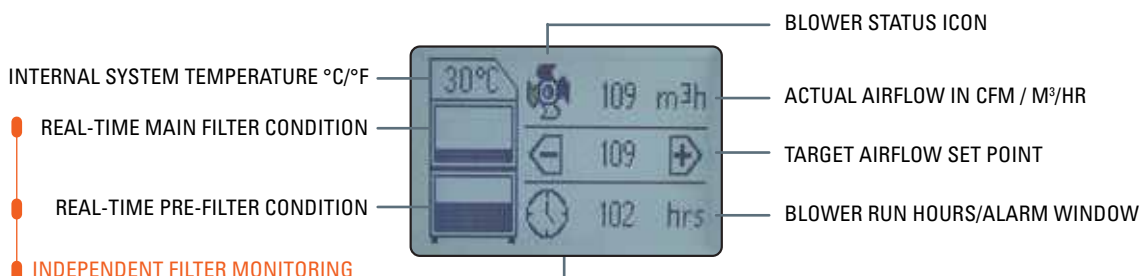 BLOWER STATUS ICON
INTERNAL SYSTEM TEMPERATURE °C/°F
30°C
109 m³h
ACTUAL AIRFLOW IN CFM / M³/HR
REAL-TIME MAIN FILTER CONDITION
- 109 +
TARGET AIRFLOW SET POINT
REAL-TIME PRE-FILTER CONDITION
102 hrs
BLOWER RUN HOURS/ALARM WINDOW
INDEPENDENT FILTER MONITORING